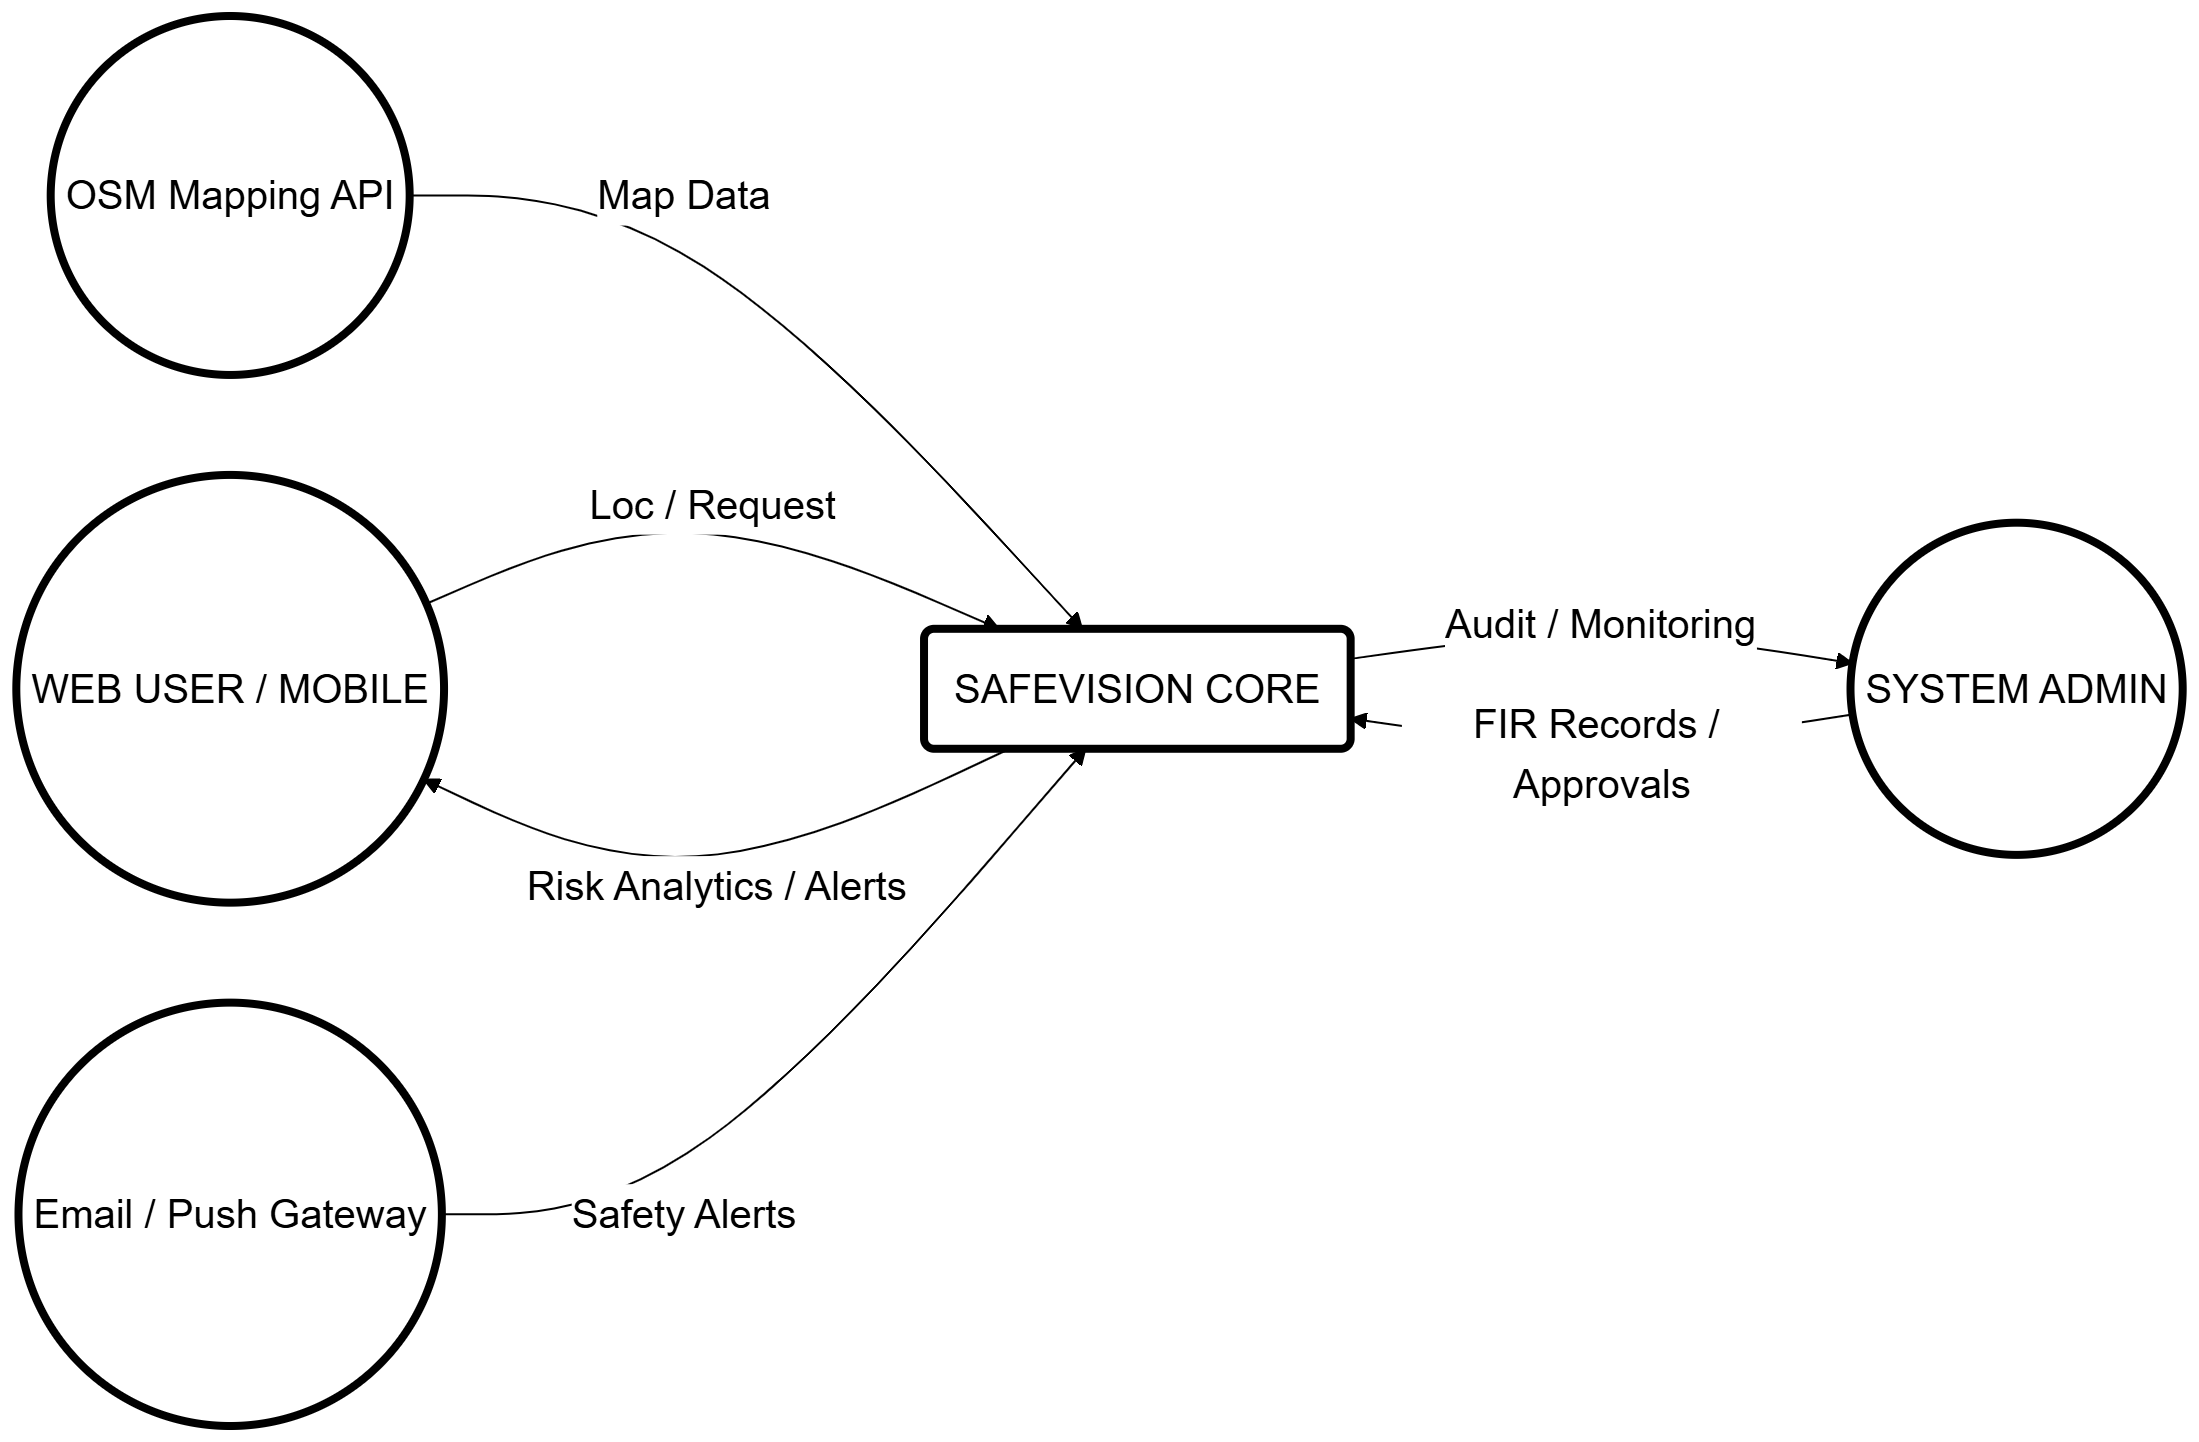 OSM Mapping API
Map Data
Loc / Request
WEB USER / MOBILE
SAFEVISION CORE
Audit / Monitoring
FIR Records /
Approvals
SYSTEM ADMIN
Risk Analytics / Alerts
Email / Push Gateway
Safety Alerts